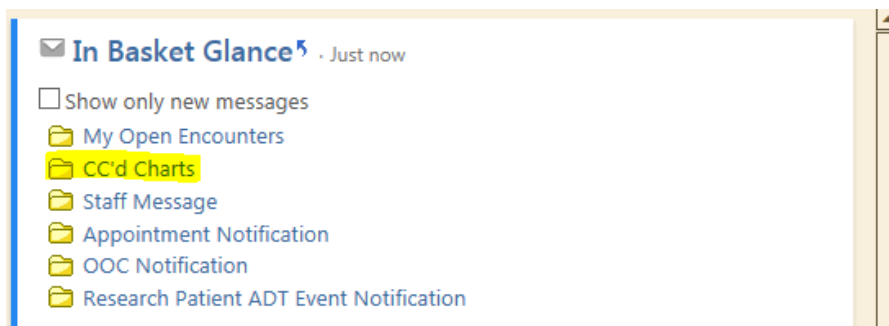 In Basket Glance · Just now
Show only new messages
My Open Encounters
CC'd Charts
Staff Message
Appointment Notification
OOC Notification
Research Patient ADT Event Notification